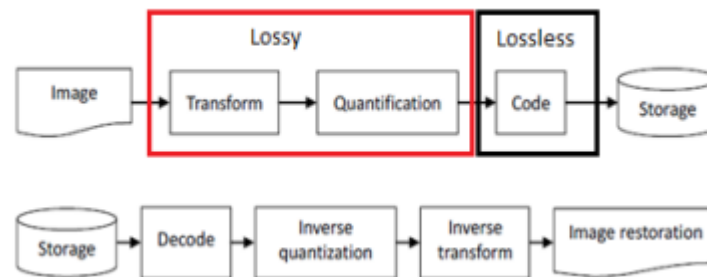 Lossy
Lossless
Image
Transform
Quantification
Code
Storage
Storage
Decode
Inverse
quantization
Inverse
transform
Image restoration